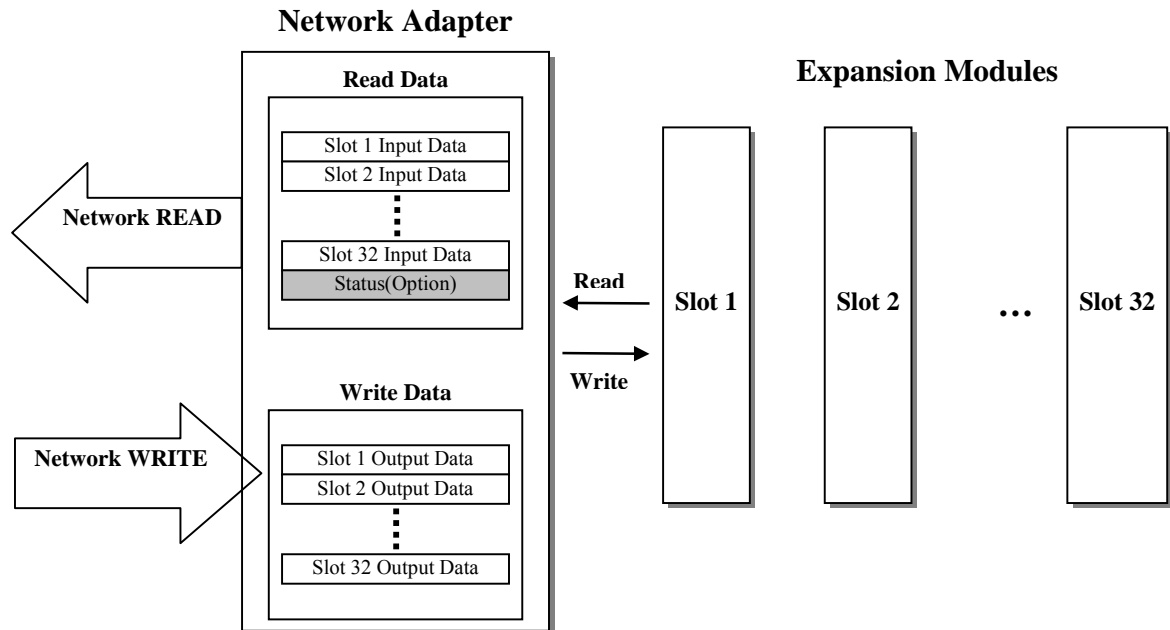 Network Adapter
Read Data
Slot 1 Input Data
Slot 2 Input Data
Slot 32 Input Data
Status(Option)
Network READ
Write Data
Slot 1 Output Data
Slot 2 Output Data
Slot 32 Output Data
Network WRITE
Read
Write
Expansion Modules
Slot 1
Slot 2
...
Slot 32